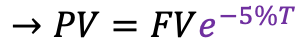 → PV = FVe^{-5%T}